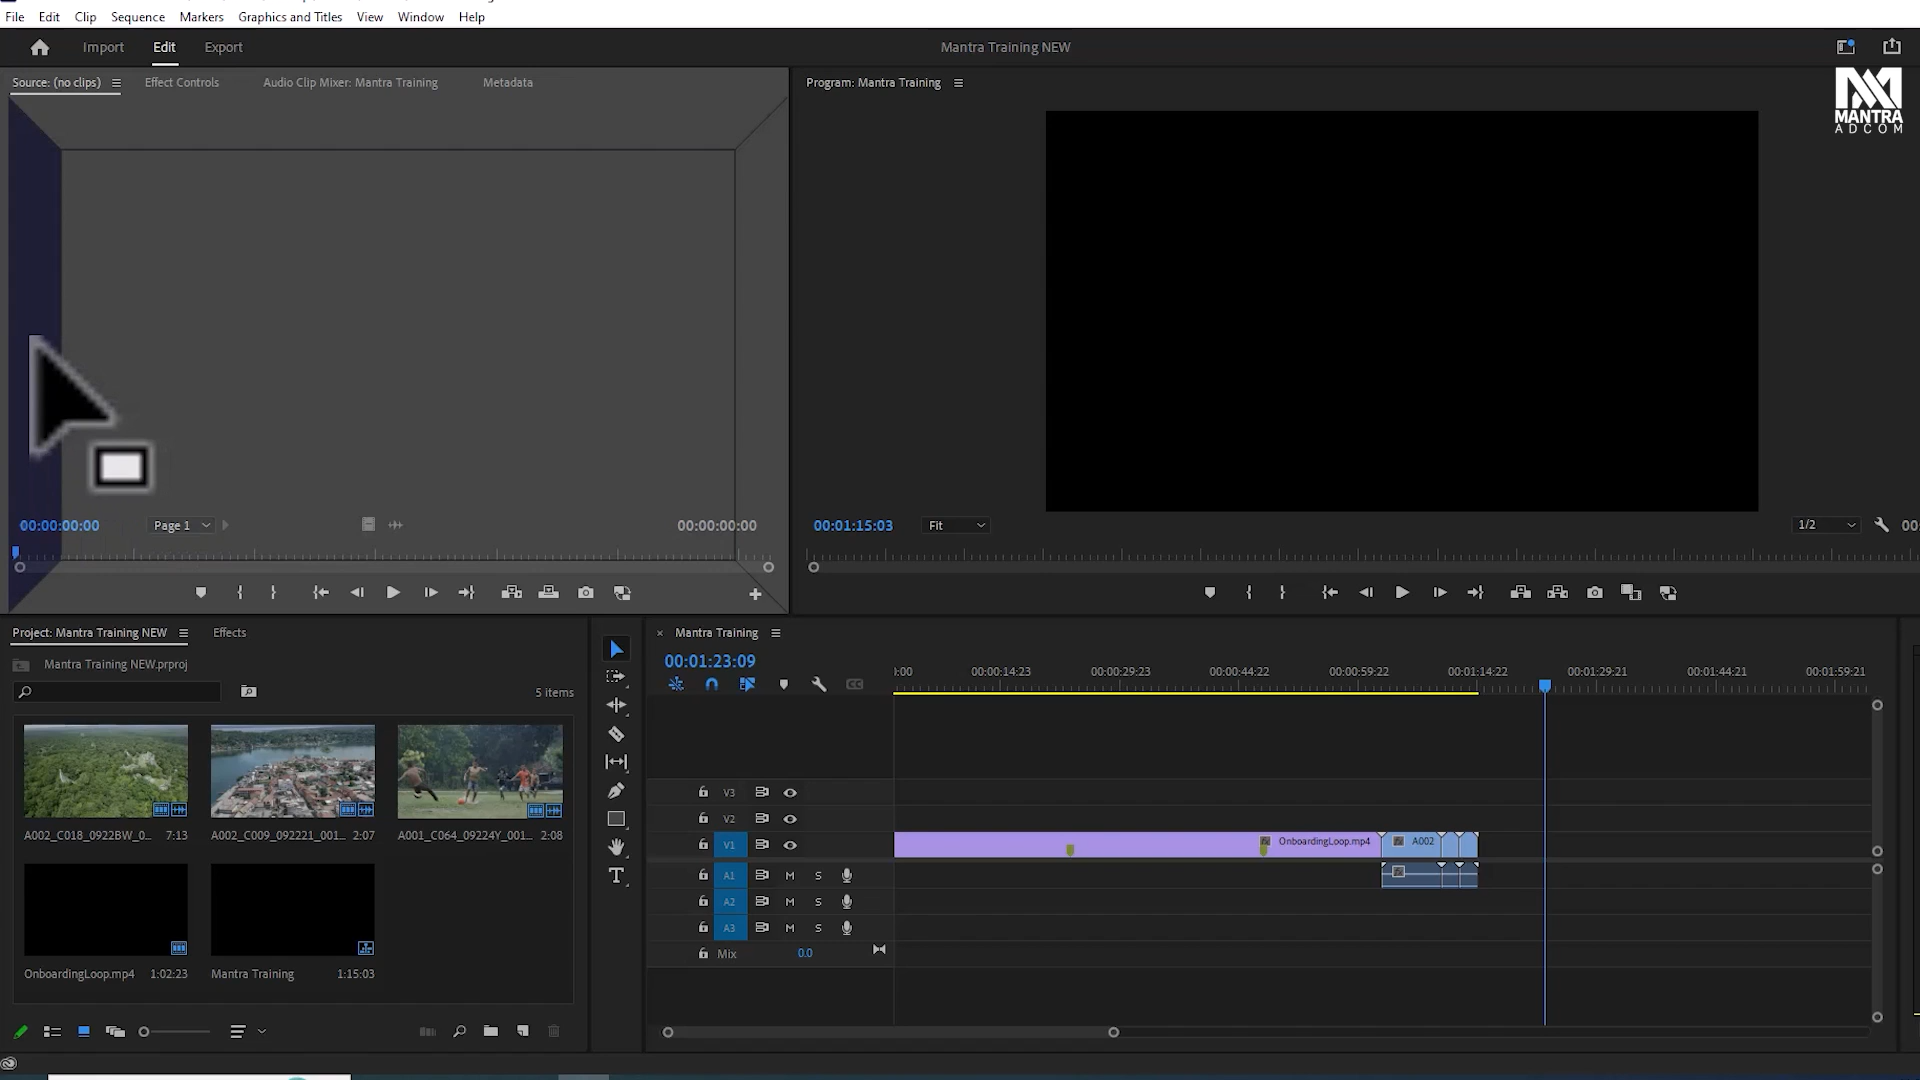 File Edit Clip Sequence Markers Graphics and Titles View Window Help
Import Edit Export Mantra Training NEW
MANTRA
ADCOM
Source: (no clips) Effect Controls Audio Clip Mixer: Mantra Training Metadata
Program: Mantra Training
00:00:00:00 Page 1 00:00:00:00
00:01:15:03 Fit 1/2 00:
Project: Mantra Training NEW Effects
Mantra Training NEW.prproj
5 items
A002_C018_0922BW_0... 7:13
A002_C009_092221_001... 2:07
A001_C064_09224Y_001... 2:08
OnboardingLoop.mp4 1:02:23
Mantra Training 1:15:03
Mantra Training
00:01:23:09
:00 00:00:14:23 00:00:29:23 00:00:44:22 00:00:59:22 00:01:14:22 00:01:29:21 00:01:44:21 00:01:59:21
V3
V2
V1 OnboardingLoop.mp4 A002
A1 M S
A2 M S
A3 M S
Mix 0.0